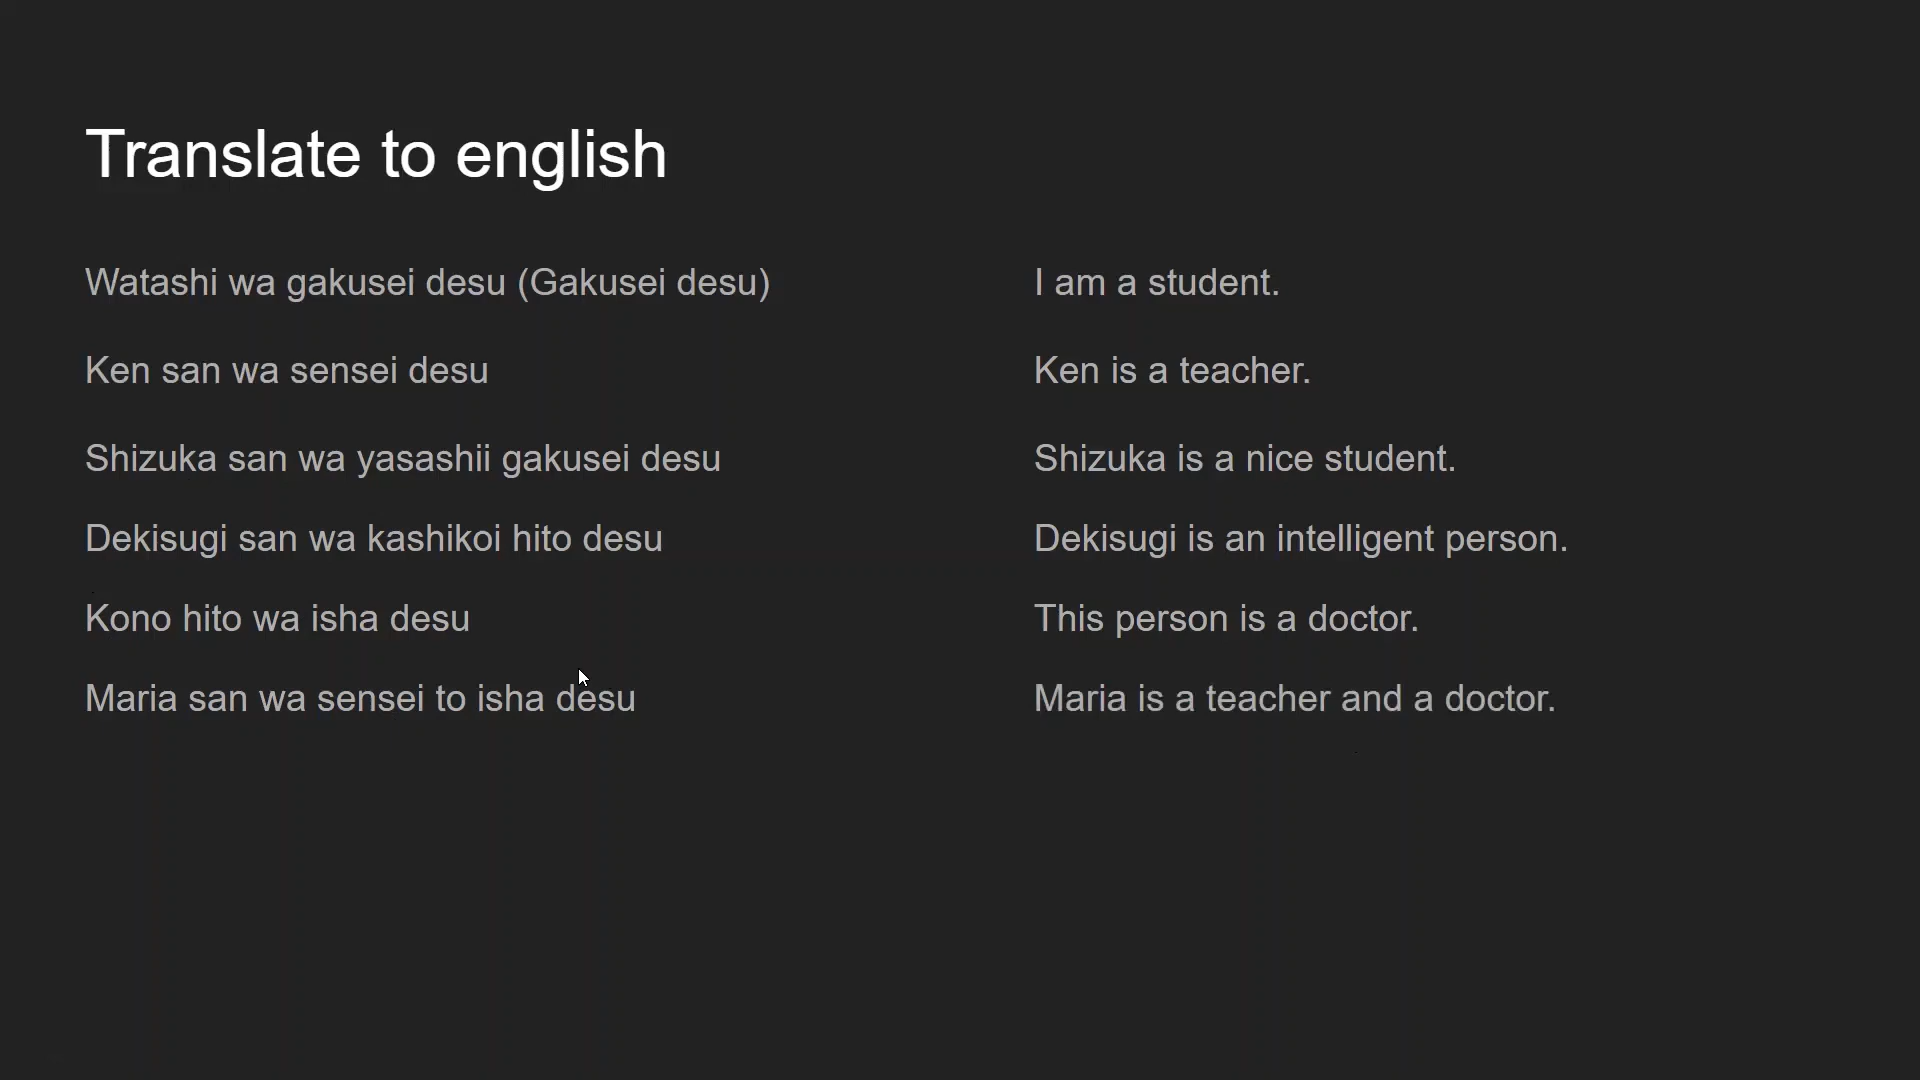 Translate to english
Watashi wa gakusei desu (Gakusei desu)
I am a student.
Ken san wa sensei desu
Ken is a teacher.
Shizuka san wa yasashii gakusei desu
Shizuka is a nice student.
Dekisugi san wa kashikoi hito desu
Dekisugi is an intelligent person.
Kono hito wa isha desu
This person is a doctor.
Maria san wa sensei to isha desu
Maria is a teacher and a doctor.